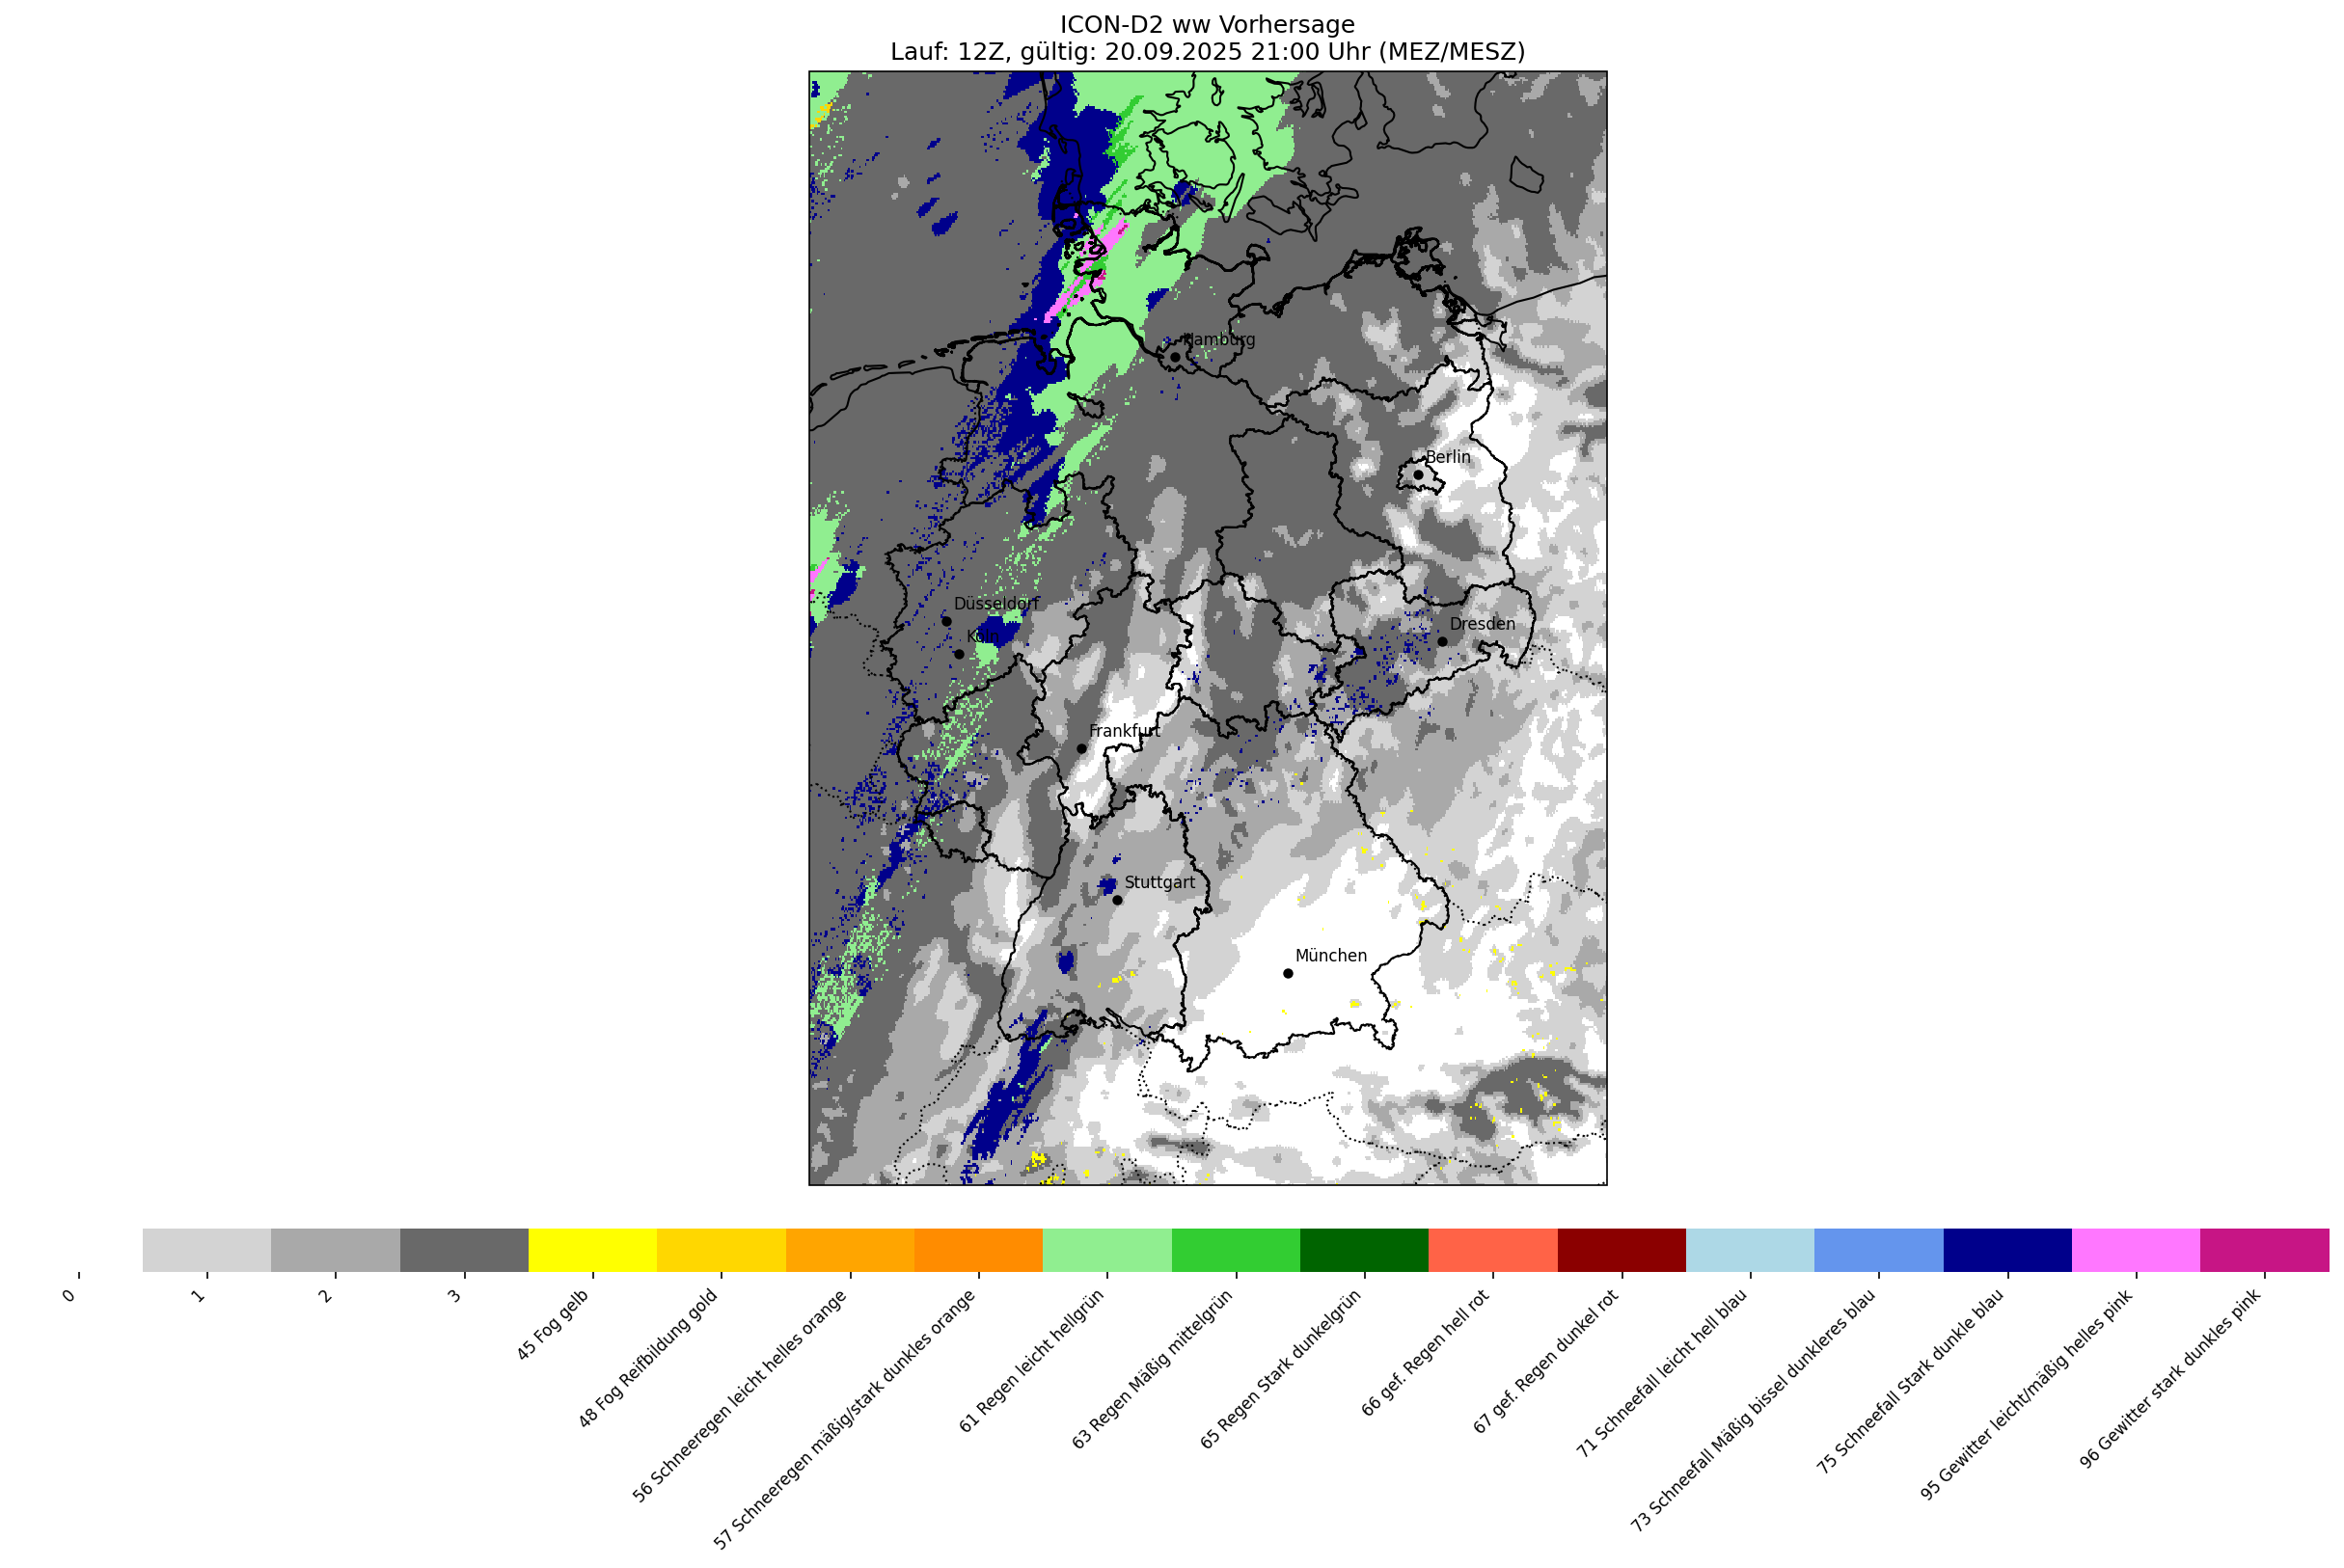 ICON-D2 ww Vorhersage
Lauf: 12Z, gültig: 20.09.2025 21:00 Uhr (MEZ/MESZ)
Hamburg
Berlin
Düsseldorf
Köln
Dresden
Frankfurt
Stuttgart
München
0
1
2
3
45 Fog gelb
48 Fog Reifbildung gold
56 Schneeregen leicht helles orange
57 Schneeregen mäßig/stark dunkles orange
61 Regen leicht hellgrün
63 Regen Mäßig mittelgrün
65 Regen Stark dunkelgrün
66 gef. Regen hell rot
67 gef. Regen dunkel rot
71 Schneefall leicht hell blau
73 Schneefall Mäßig bissel dunkleres blau
75 Schneefall Stark dunkle blau
95 Gewitter leicht/mäßig helles pink
96 Gewitter stark dunkles pink